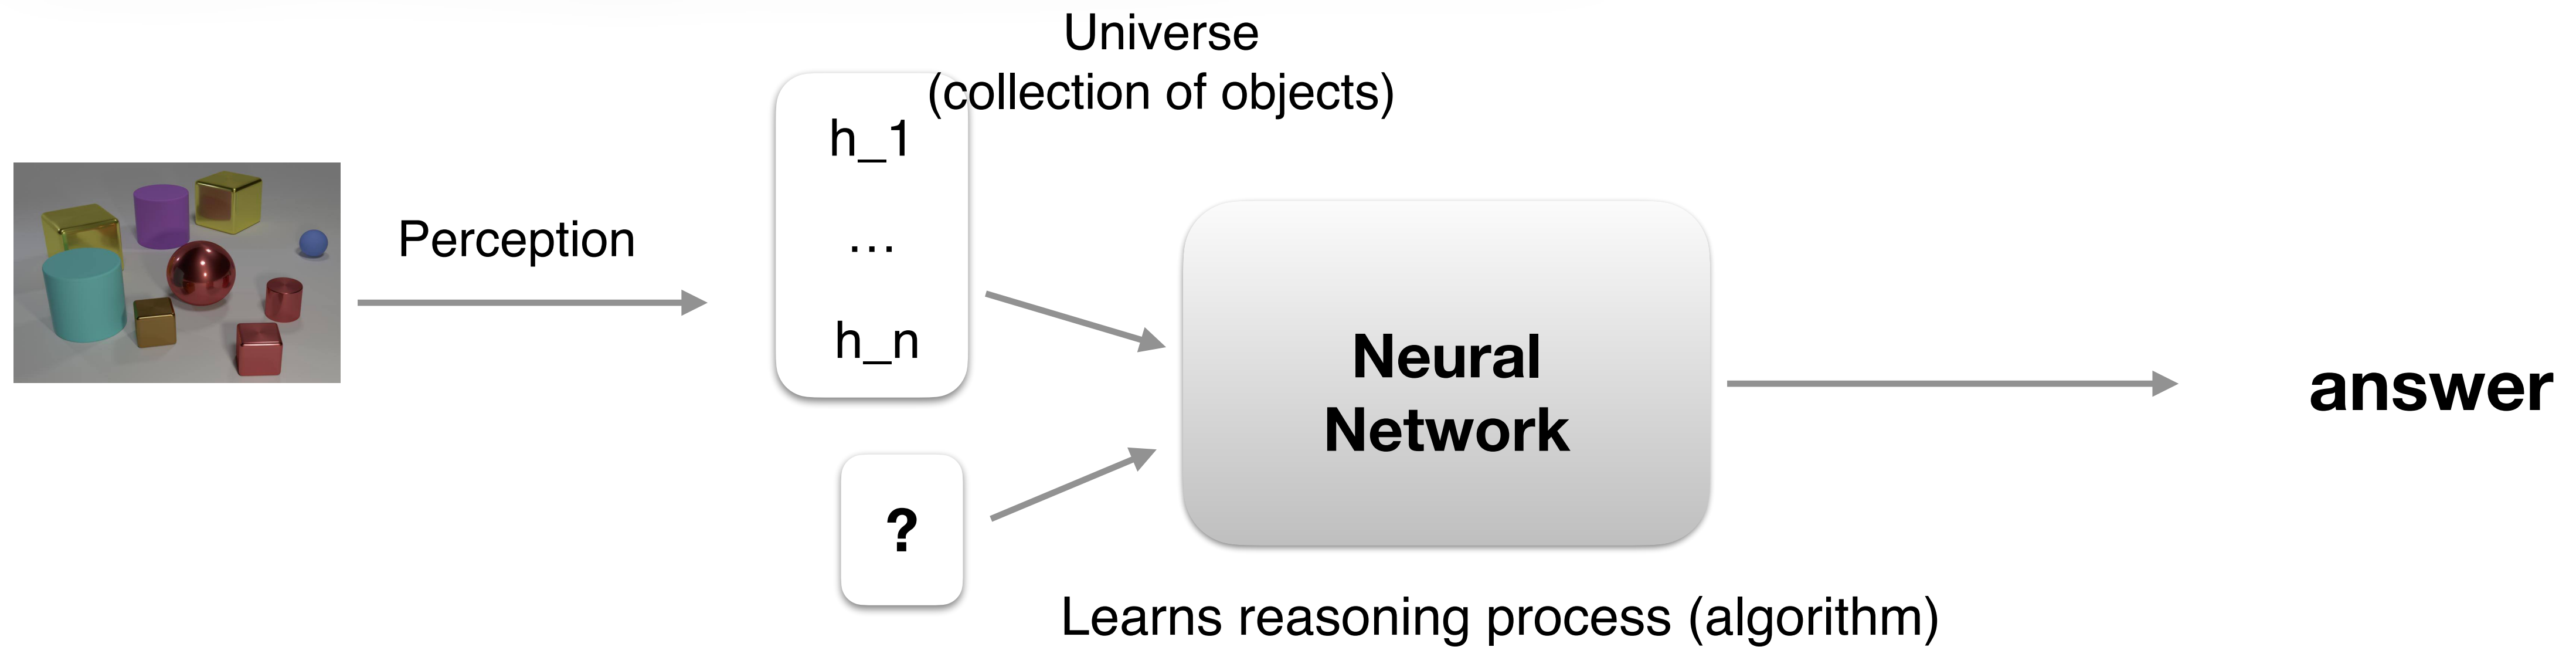 Universe
(collection of objects)
h_1
...
h_n
Perception
?
Neural
Network
answer
Learns reasoning process (algorithm)